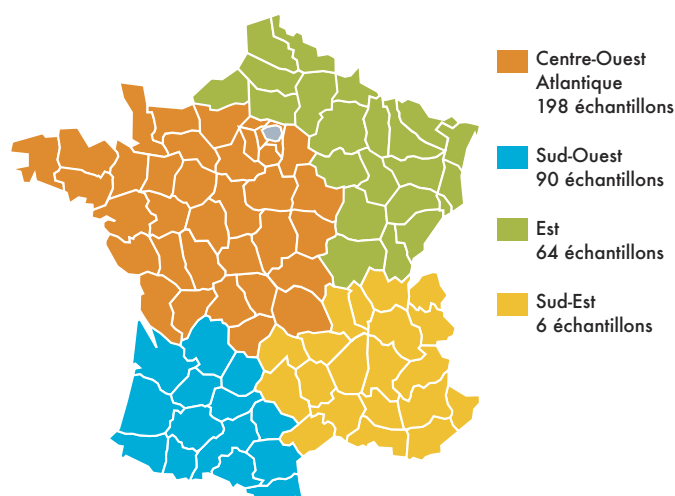 Centre-Ouest
Atlantique
198 échantillons
Sud-Ouest
90 échantillons
Est
64 échantillons
Sud-Est
6 échantillons